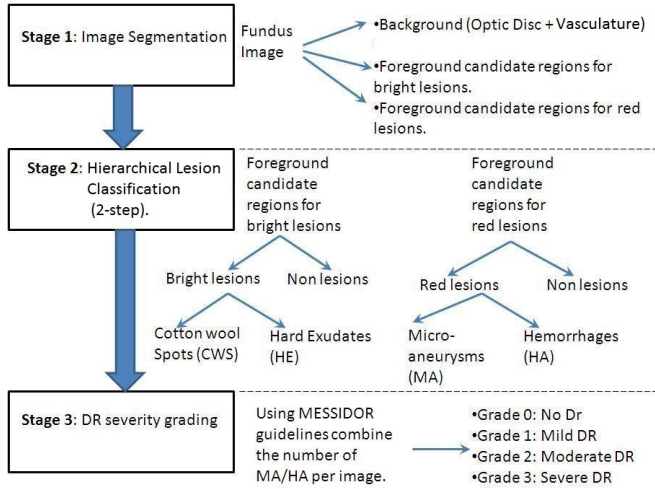 Stage 1: Image Segmentation
Fundus
Image
•Background (Optic Disc + Vasculature)
•Foreground candidate regions for
bright lesions.
•Foreground candidate regions for red
lesions.
Stage 2: Hierarchical Lesion
Classification
(2-step).
Foreground
candidate
regions for
bright lesions
Foreground
candidate
regions for
red lesions
Bright lesions
Non lesions
Red lesions
Non lesions
Cotton wool
Spots (CWS)
Hard Exudates
(HE)
Micro-
aneurysms
(MA)
Hemorrhages
(HA)
Stage 3: DR severity grading
Using MESSIDOR
guidelines combine
the number of
MA/HA per image.
•Grade 0: No Dr
•Grade 1: Mild DR
•Grade 2: Moderate DR
•Grade 3: Severe DR